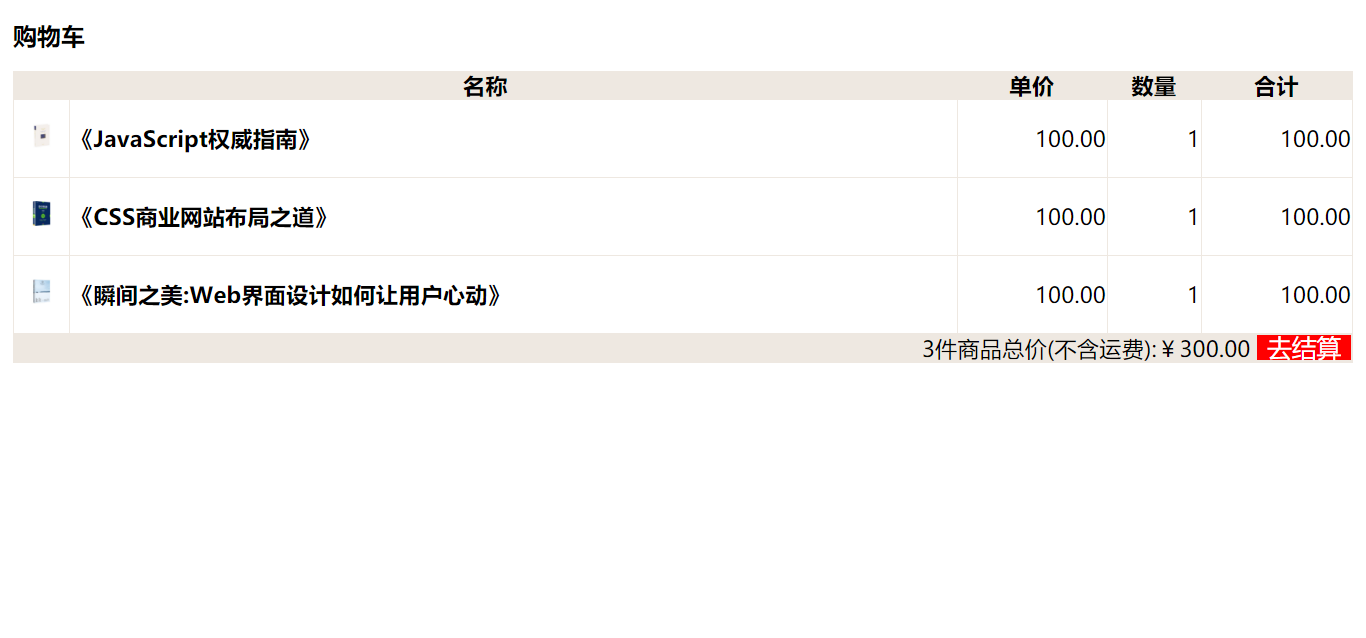 购物车
名称 单价 数量 合计
《JavaScript权威指南》 100.00 1 100.00
《CSS商业网站布局之道》 100.00 1 100.00
《瞬间之美:Web界面设计如何让用户心动》 100.00 1 100.00
3件商品总价(不含运费): ¥ 300.00 去结算